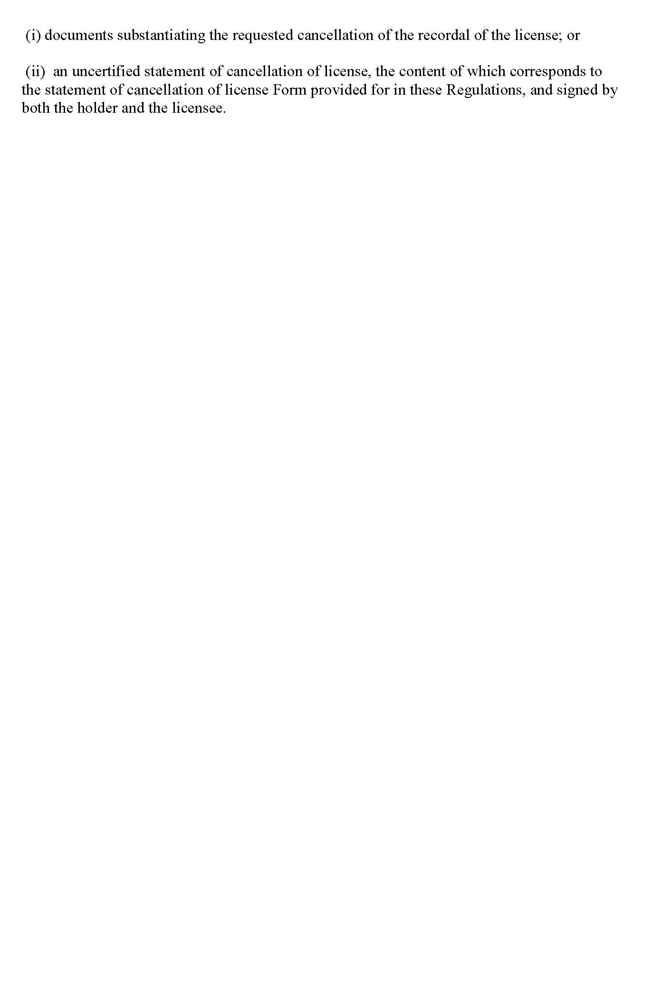 (i) documents substantiating the requested cancellation of the recordal of the license; or
(ii) an uncertified statement of cancellation of license, the content of which corresponds to
the statement of cancellation of license Form provided for in these Regulations, and signed by
both the holder and the licensee.